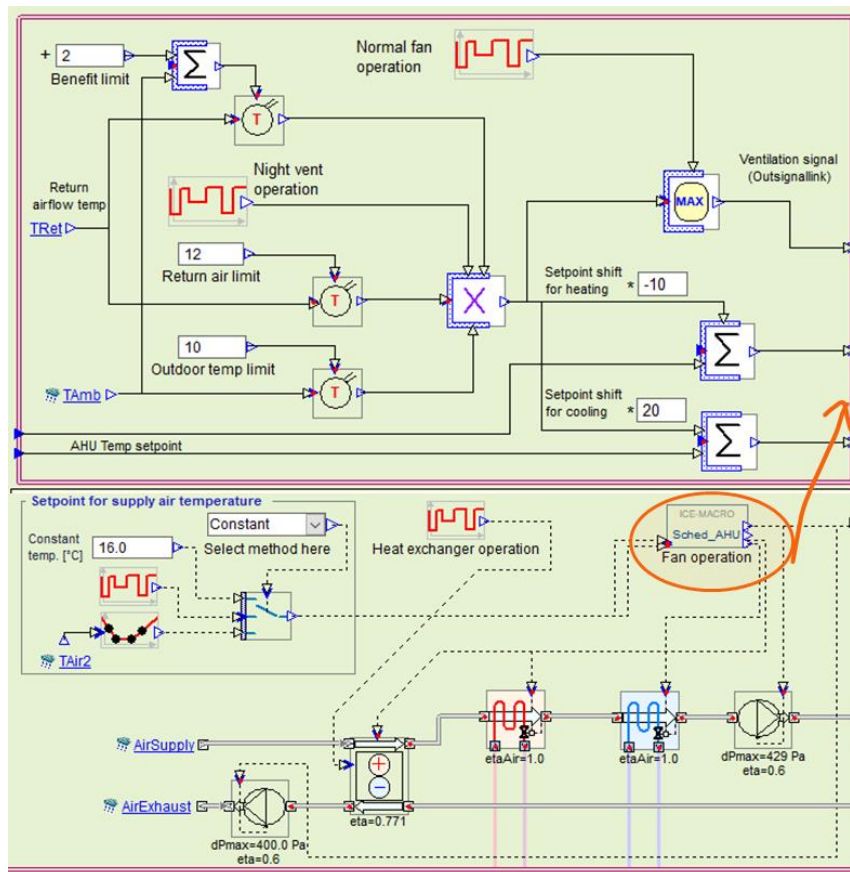 + 2
Benefit limit
Σ
Normal fan
operation
T
Night vent
operation
Return
airflow temp
TRet
12
Return air limit
T
X
MAX
Ventilation signal
(Outsignallink)
Setpoint shift
for heating * -10
Σ
10
Outdoor temp limit
T
TAmb
Setpoint shift
for cooling * 20
Σ
AHU Temp setpoint
Setpoint for supply air temperature
Constant
Select method here
Constant
temp. [°C] 16.0
TAir2
Heat exchanger operation
ICE-MACRO
Sched_AHU
Fan operation
AirSupply
etaAir=1.0
etaAir=1.0
dPmax=429 Pa
eta=0.6
AirExhaust
+
−
eta=0.771
dPmax=400.0 Pa
eta=0.6